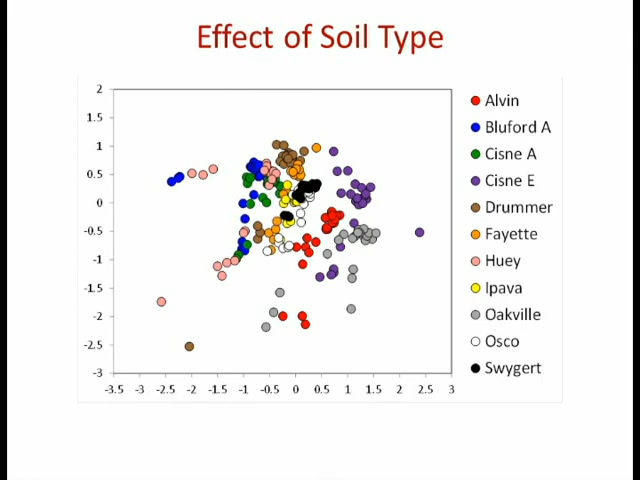 Effect of Soil Type
2
1.5
1
0.5
0
-0.5
-1
-1.5
-2
-2.5
-3
-3.5 -3 -2.5 -2 -1.5 -1 -0.5 0 0.5 1 1.5 2 2.5 3
Alvin
Bluford A
Cisne A
Cisne E
Drummer
Fayette
Huey
Ipava
Oakville
Osco
Swygert